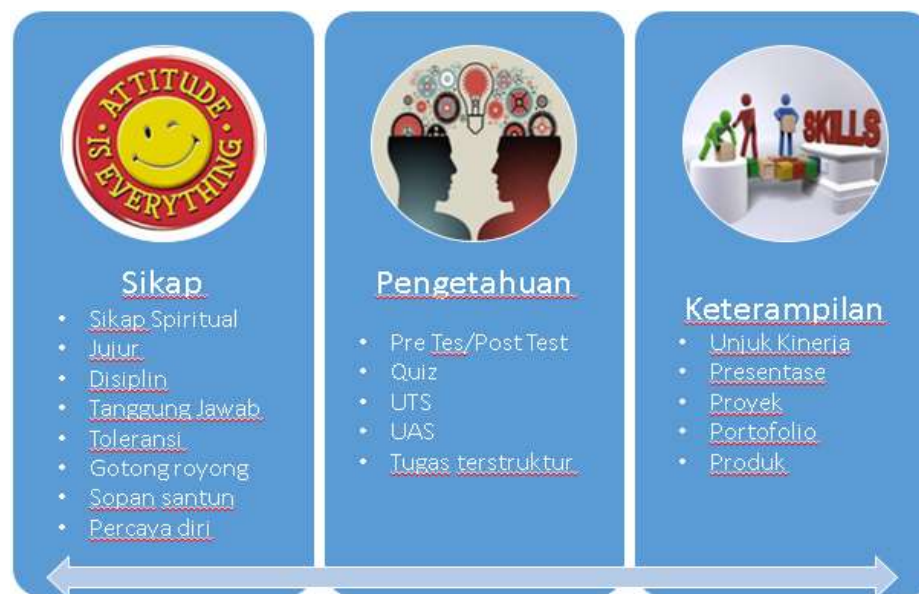 ATTITUDE
IS EVERYTHING
Sikap
• Sikap Spiritual
• Jujur
• Disiplin
• Tanggung Jawab
• Toleransi
• Gotong royong
• Sopan santun
• Percaya diri
Pengetahuan
• Pre Tes/Post Test
• Quiz
• UTS
• UAS
• Tugas terstruktur
SKILLS
Keterampilan
• Unjuk Kinerja
• Presentase
• Proyek
• Portofolio
• Produk